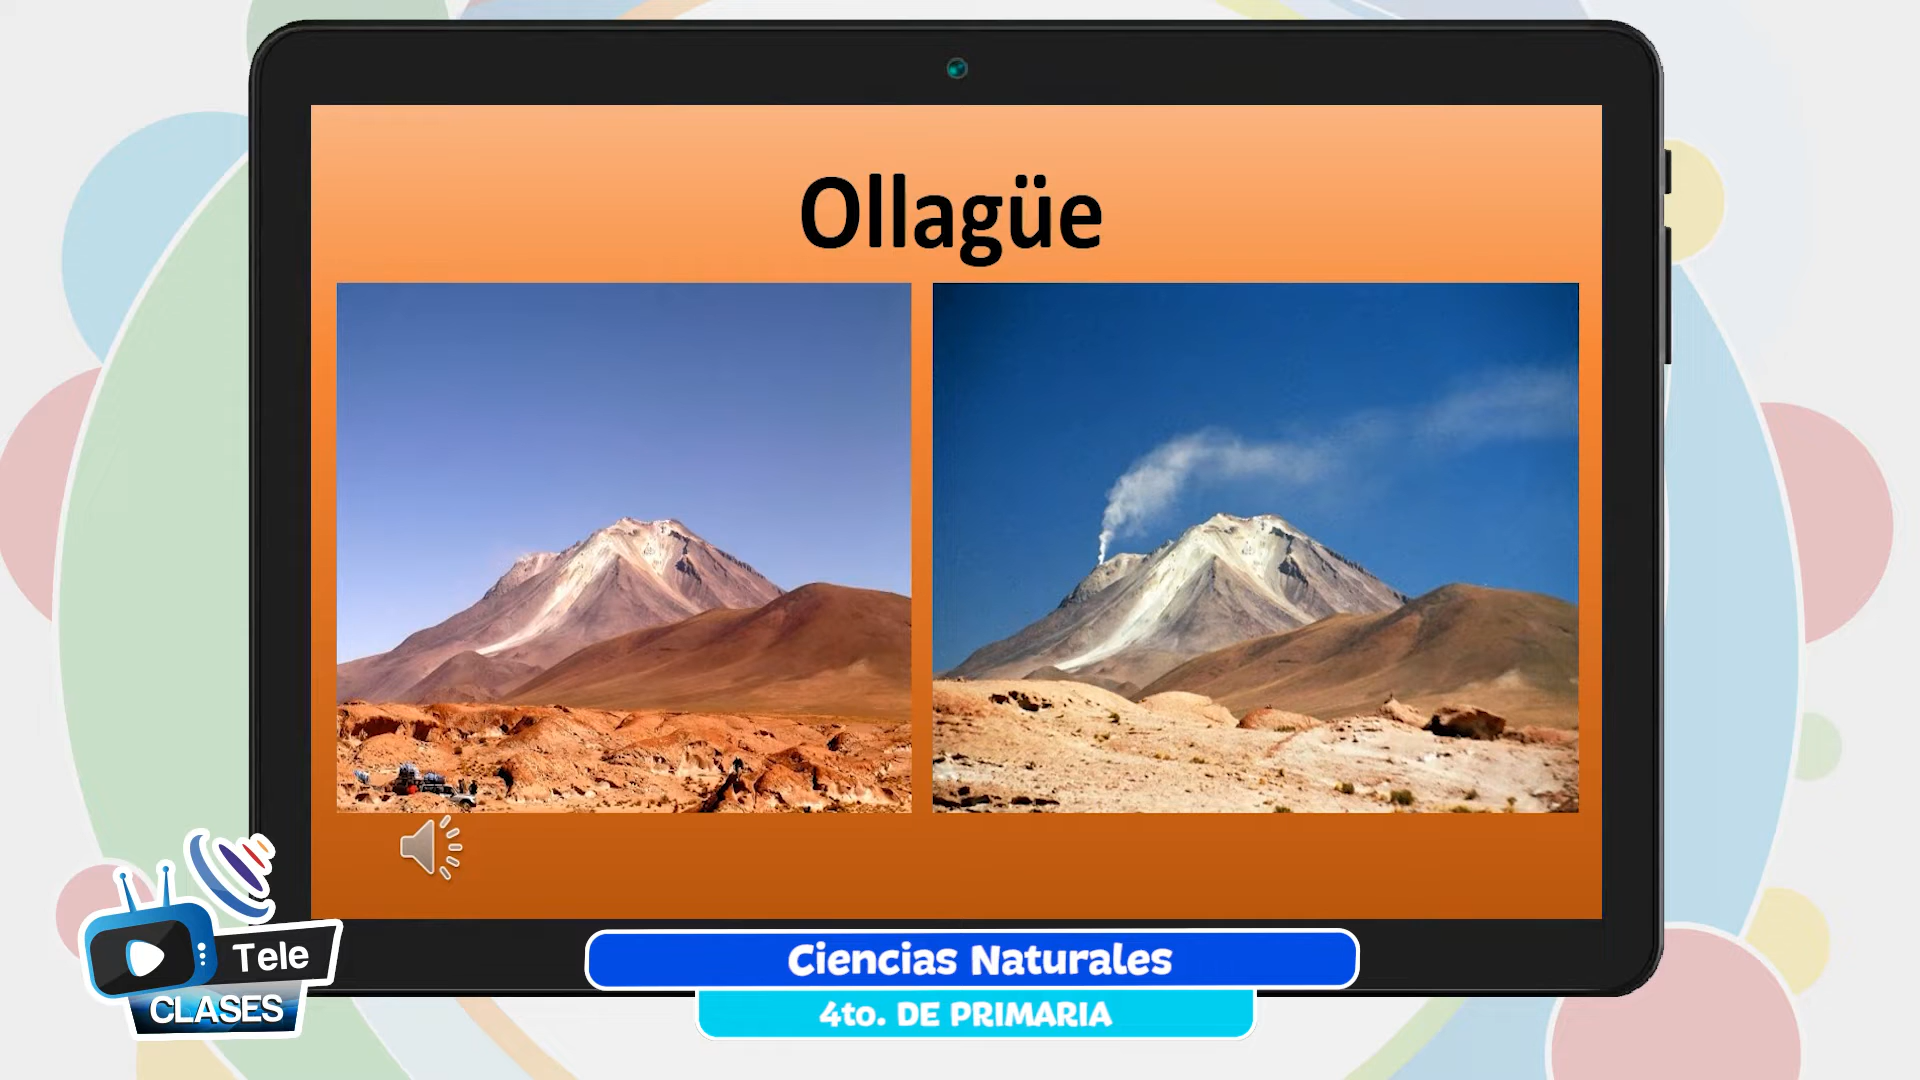 Ollagüe
Tele
CLASES
Ciencias Naturales
4to. DE PRIMARIA